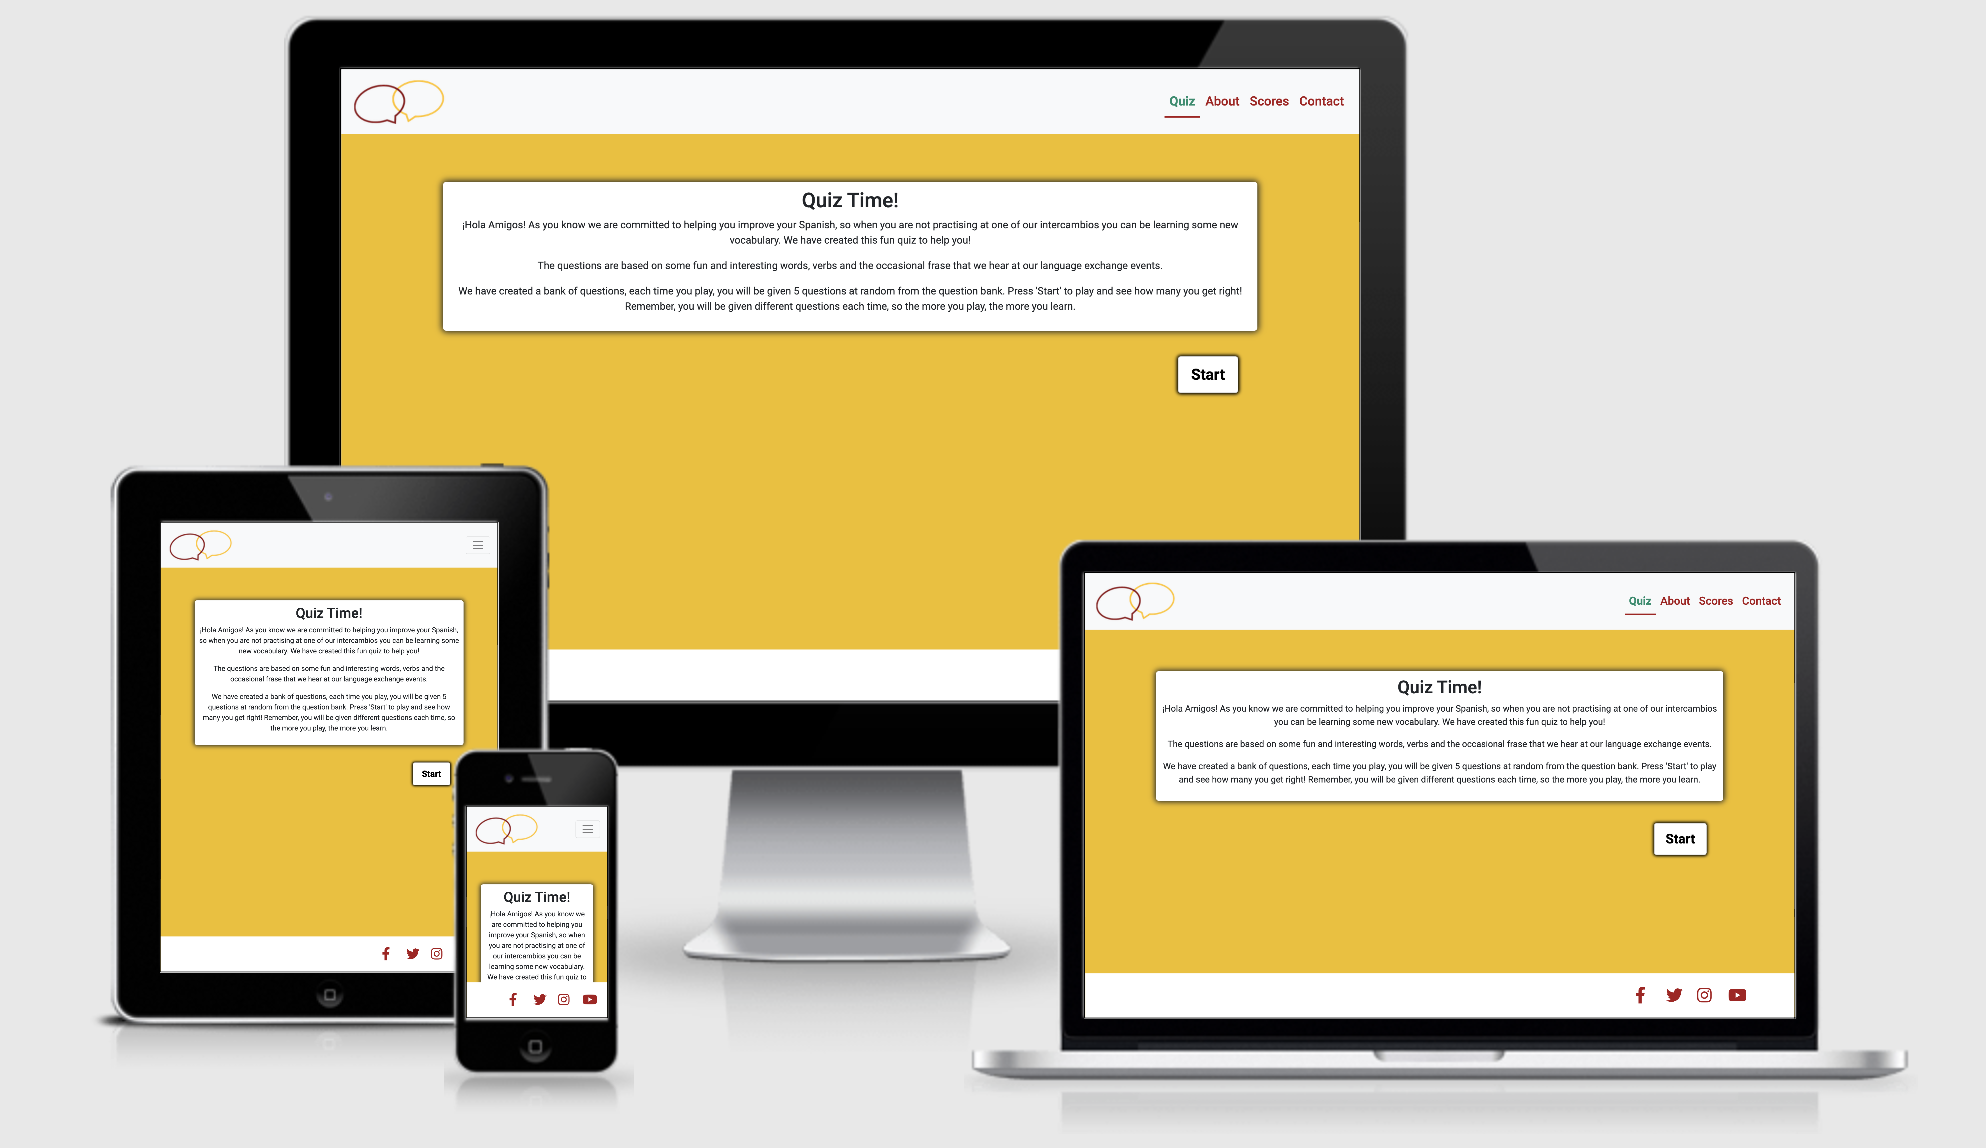 Quiz About Scores Contact
Quiz Time!
¡Hola Amigos! As you know we are committed to helping you improve your Spanish, so when you are not practising at one of our intercambios you can be learning some new
vocabulary. We have created this fun quiz to help you!
The questions are based on some fun and interesting words, verbs and the occasional frase that we hear at our language exchange events.
We have created a bank of questions, each time you play, you will be given 5 questions at random from the question bank. Press 'Start' to play and see how many you get right!
Remember, you will be given different questions each time, so the more you play, the more you learn.
Start
Quiz Time!
¡Hola Amigos! As you know we are committed to helping you improve your Spanish,
so when you are not practising at one of our intercambios you can be learning some
new vocabulary. We have created this fun quiz to help you!
The questions are based on some fun and interesting words, verbs and the
occasional frase that we hear at our language exchange events.
We have created a bank of questions, each time you play, you will be given 5
questions at random from the question bank. Press 'Start' to play and see how
many you get right! Remember, you will be given different questions each time, so
the more you play, the more you learn.
Start
Quiz Time!
¡Hola Amigos! As you know we
are committed to helping you
improve your Spanish, so when
you are not practising at one of
our intercambios you can be
learning some new vocabulary.
We have created this fun quiz to
Quiz About Scores Contact
Quiz Time!
¡Hola Amigos! As you know we are committed to helping you improve your Spanish, so when you are not practising at one of our intercambios
you can be learning some new vocabulary. We have created this fun quiz to help you!
The questions are based on some fun and interesting words, verbs and the occasional frase that we hear at our language exchange events.
We have created a bank of questions, each time you play, you will be given 5 questions at random from the question bank. Press 'Start' to play
and see how many you get right! Remember, you will be given different questions each time, so the more you play, the more you learn.
Start